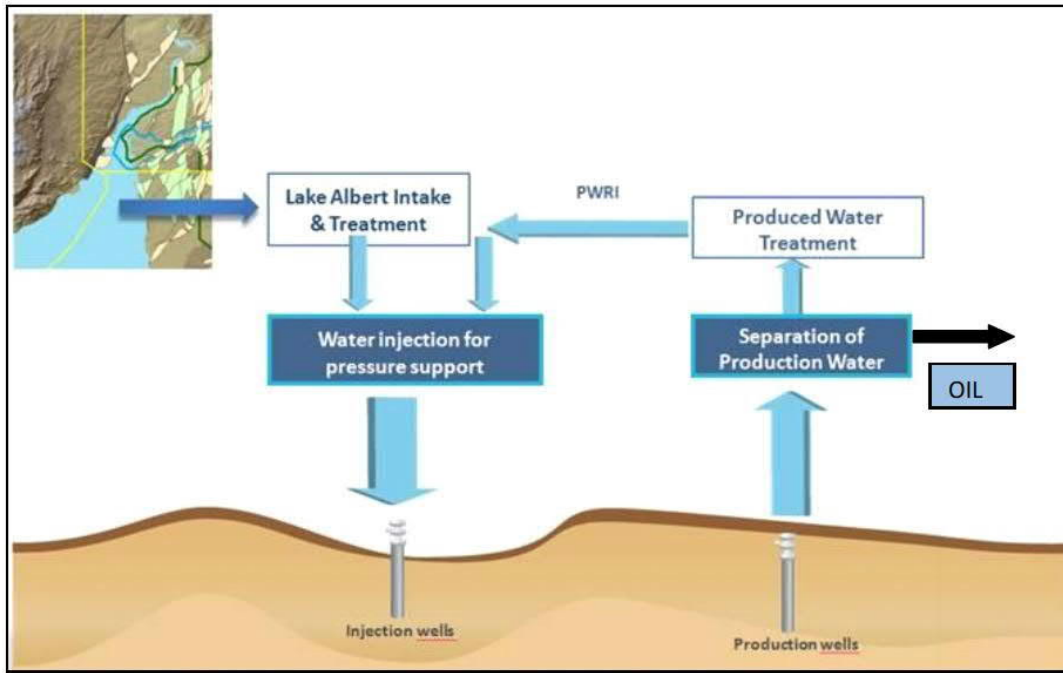 Lake Albert Intake
& Treatment
PWRI
Produced Water
Treatment
Water injection for
pressure support
Separation of
Production Water
OIL
Injection wells
Production wells